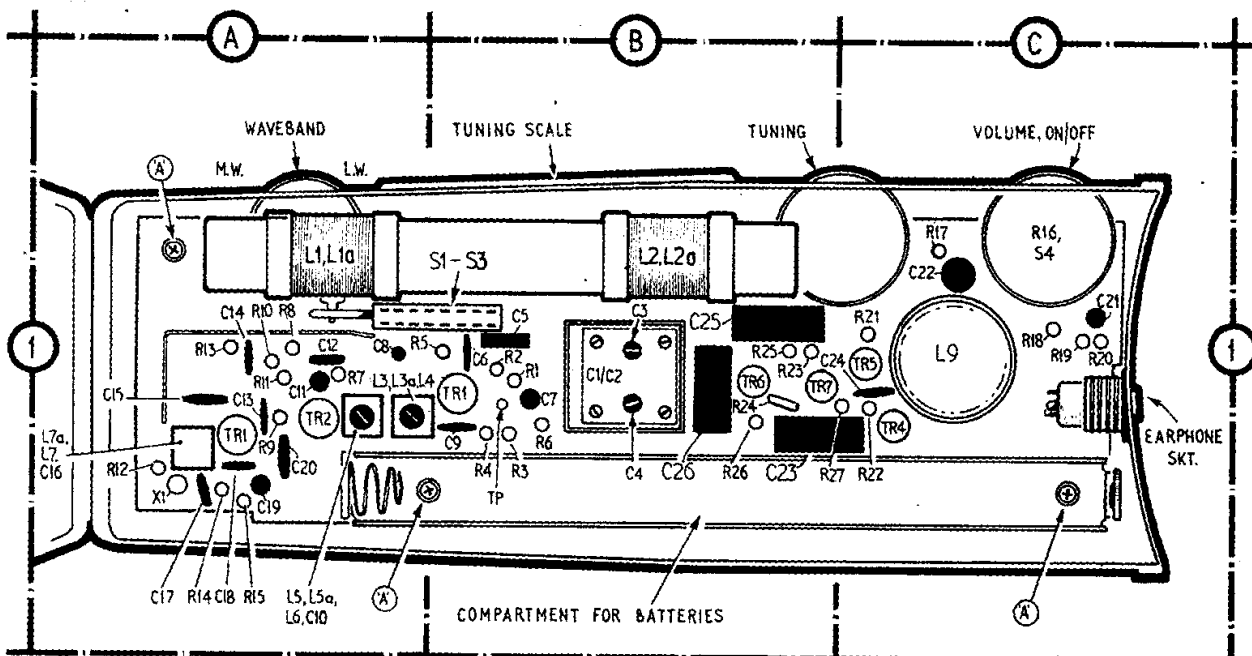 A
B
C
WAVEBAND
TUNING SCALE
TUNING
VOLUME, ON/OFF
M.W.
L.W.
'A'
L1,L1a
S1-S3
L2,L2a
R17
C22
R16,
S4
C21
1
R13
C14
R10
R8
C12
C8
R5
C5
C6
R2
R1
C3
C25
R21
R18
R19
R20
1
R11
C11
R7
L3,L3a,L4
TR1
C7
C1/C2
R25
R23
C24
TR5
L9
C15
C13
TR6
TR7
R24
L7a,
L7
C16
TR1
R9
TR2
C9
R6
TR4
EARPHONE
SKT.
R12
C20
R4
R3
C4
C26
R26
C23
R27
R22
X1
C19
TP
C17
R14
C18
R15
L5, L5a,
L6, C10
'A'
COMPARTMENT FOR BATTERIES
'A'